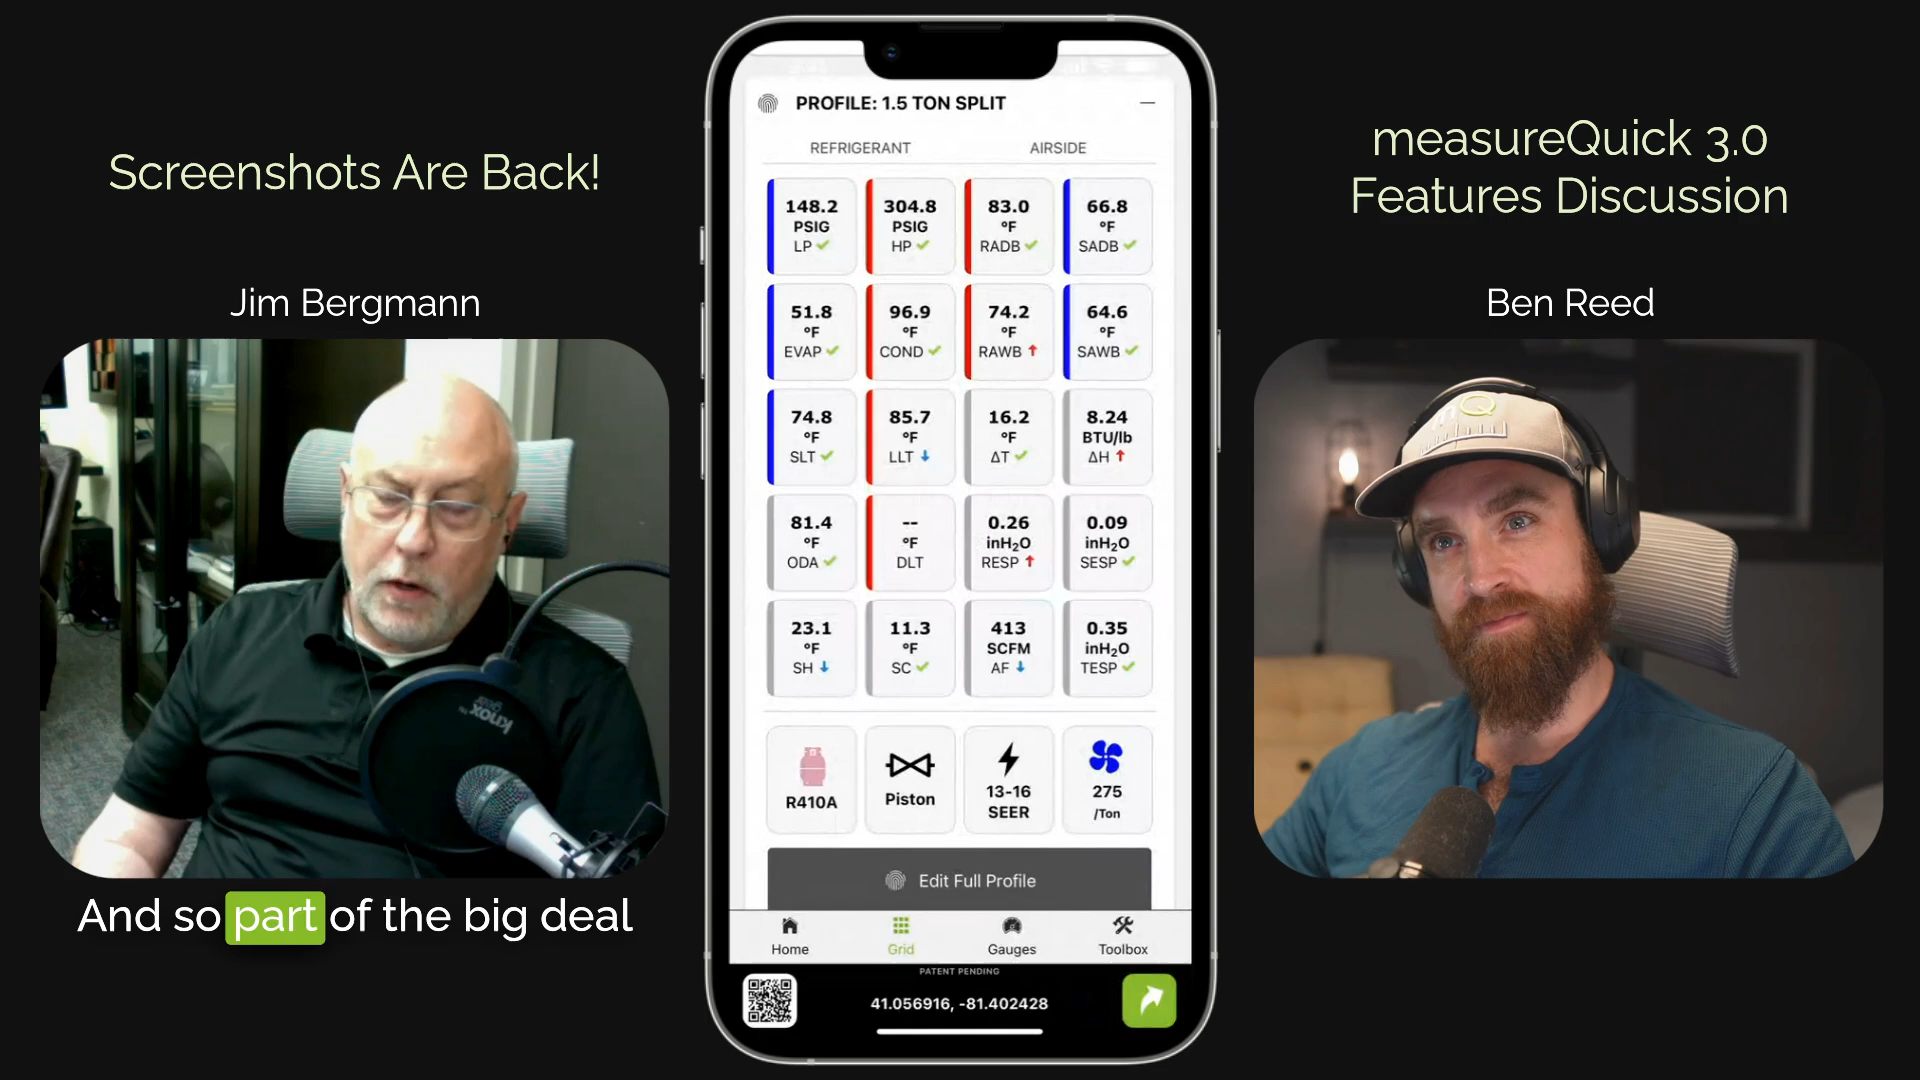 Screenshots Are Back!
Jim Bergmann
knox
And so part of the big deal
PROFILE: 1.5 TON SPLIT
REFRIGERANT AIRSIDE
148.2 PSIG LP
304.8 PSIG HP
83.0 °F RADB
66.8 °F SADB
51.8 °F EVAP
96.9 °F COND
74.2 °F RAWB
64.6 °F SAWB
74.8 °F SLT
85.7 °F LLT
16.2 °F ΔT
8.24 BTU/lb ΔH
81.4 °F ODA
-- °F DLT
0.26 inH₂O RESP
0.09 inH₂O SESP
23.1 °F SH
11.3 °F SC
413 SCFM AF
0.35 inH₂O TESP
R410A
Piston
13-16 SEER
275 /Ton
Edit Full Profile
Home Grid Gauges Toolbox
PATENT PENDING
41.056916, -81.402428
measureQuick 3.0
Features Discussion
Ben Reed